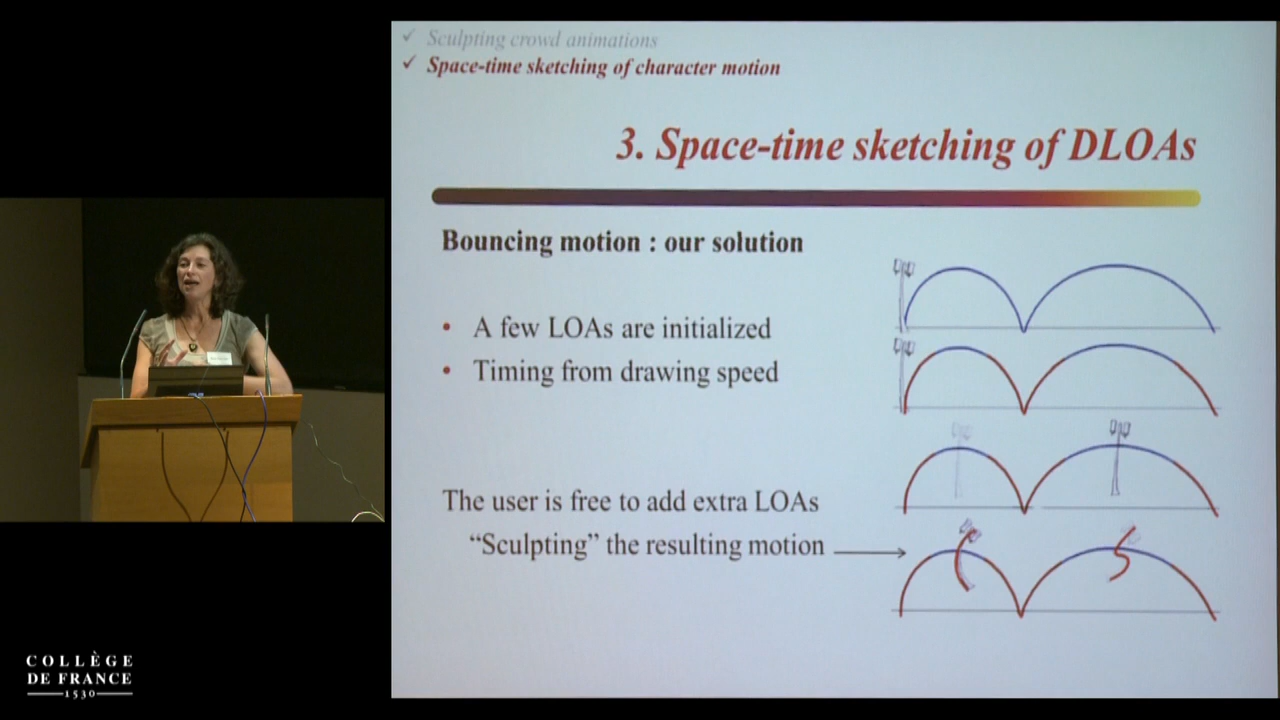 ✓ Sculpting crowd animations
✓ Space-time sketching of character motion
3. Space-time sketching of DLOAs
Bouncing motion : our solution
• A few LOAs are initialized
• Timing from drawing speed
The user is free to add extra LOAs
“Sculpting” the resulting motion
COLLÈGE
DE FRANCE
1530